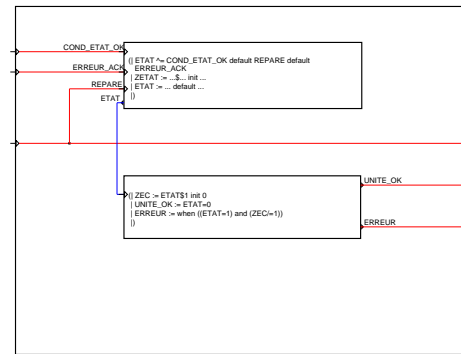 COND_ETAT_OK
(| ETAT ^= COND_ETAT_OK default REPARE default
ERREUR_ACK
ERREUR_ACK
| ZETAT := ...$... init ...
REPARE
| ETAT := ... default ...
|)
ETAT
(| ZEC := ETAT$1 init 0
UNITE_OK
| UNITE_OK := ETAT=0
| ERREUR := when ((ETAT=1) and (ZEC/=1))
|)
ERREUR